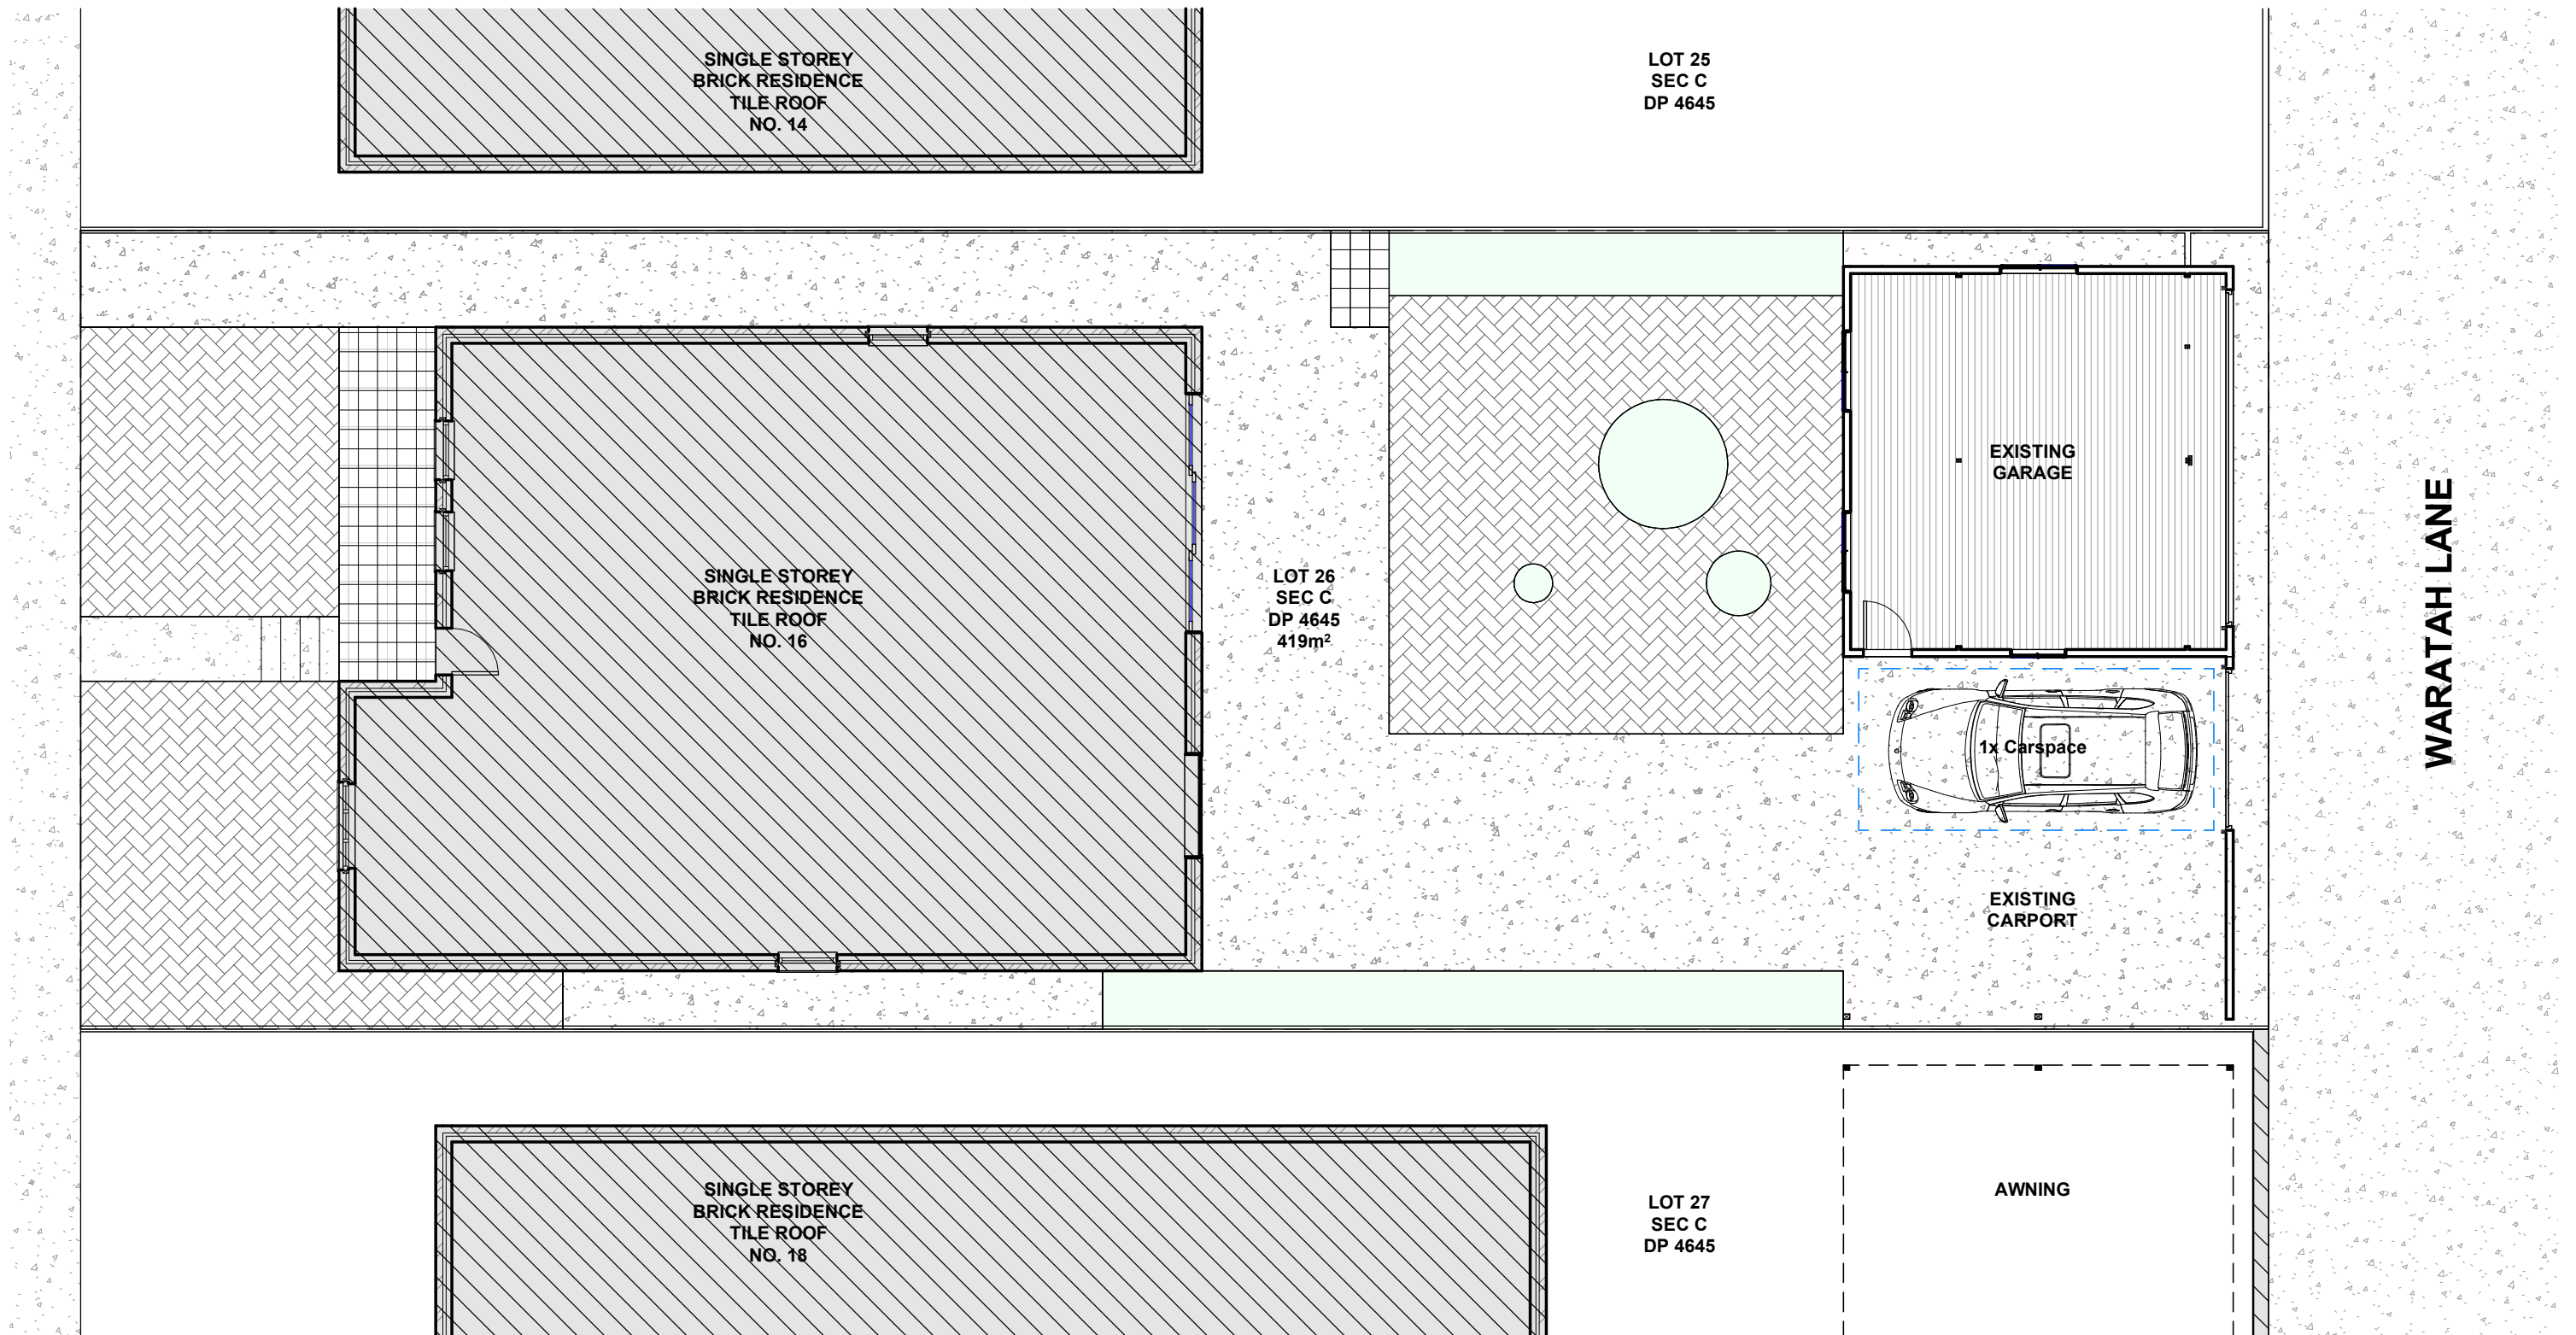 SINGLE STOREY
BRICK RESIDENCE
TILE ROOF
NO. 14
LOT 25
SEC C
DP 4645
SINGLE STOREY
BRICK RESIDENCE
TILE ROOF
NO. 16
LOT 26
SEC C
DP 4645
419m²
EXISTING
GARAGE
1x Carspace
EXISTING
CARPORT
WARATAH LANE
SINGLE STOREY
BRICK RESIDENCE
TILE ROOF
NO. 18
LOT 27
SEC C
DP 4645
AWNING